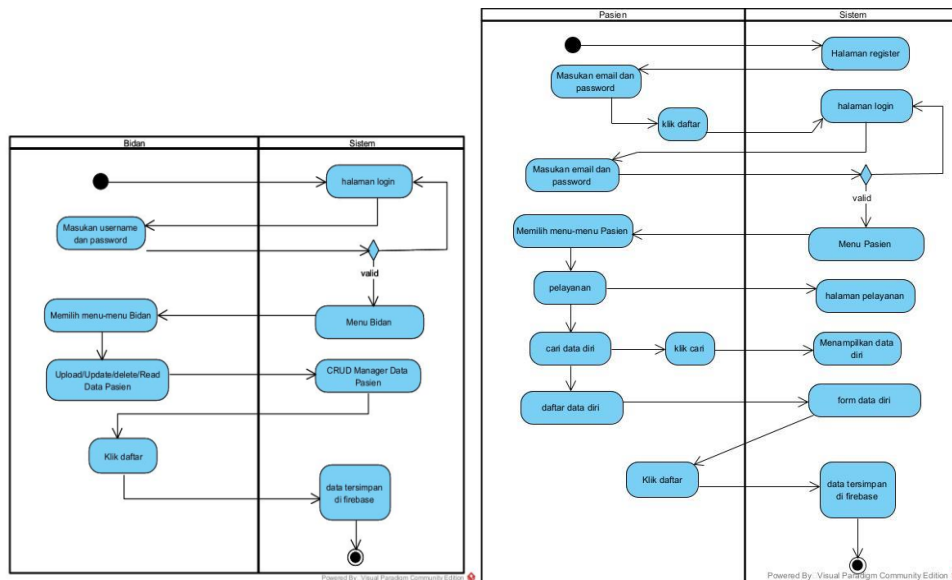 Bidan
Sistem
halaman login
Masukan username
dan password
valid
Memilih menu-menu Bidan
Menu Bidan
Upload/Update/delete/Read
Data Pasien
CRUD Manager Data
Pasien
Klik daftar
data tersimpan
di firebase
Powered By: Visual Paradigm Community Edition
Pasien
Sistem
Halaman register
Masukan email dan
password
klik daftar
halaman login
Masukan email dan
password
valid
Memilih menu-menu Pasien
Menu Pasien
pelayanan
halaman pelayanan
cari data diri
klik cari
Menampilkan data
diri
daftar data diri
form data diri
Klik daftar
data tersimpan
di firebase
Powered By: Visual Paradigm Community Edition